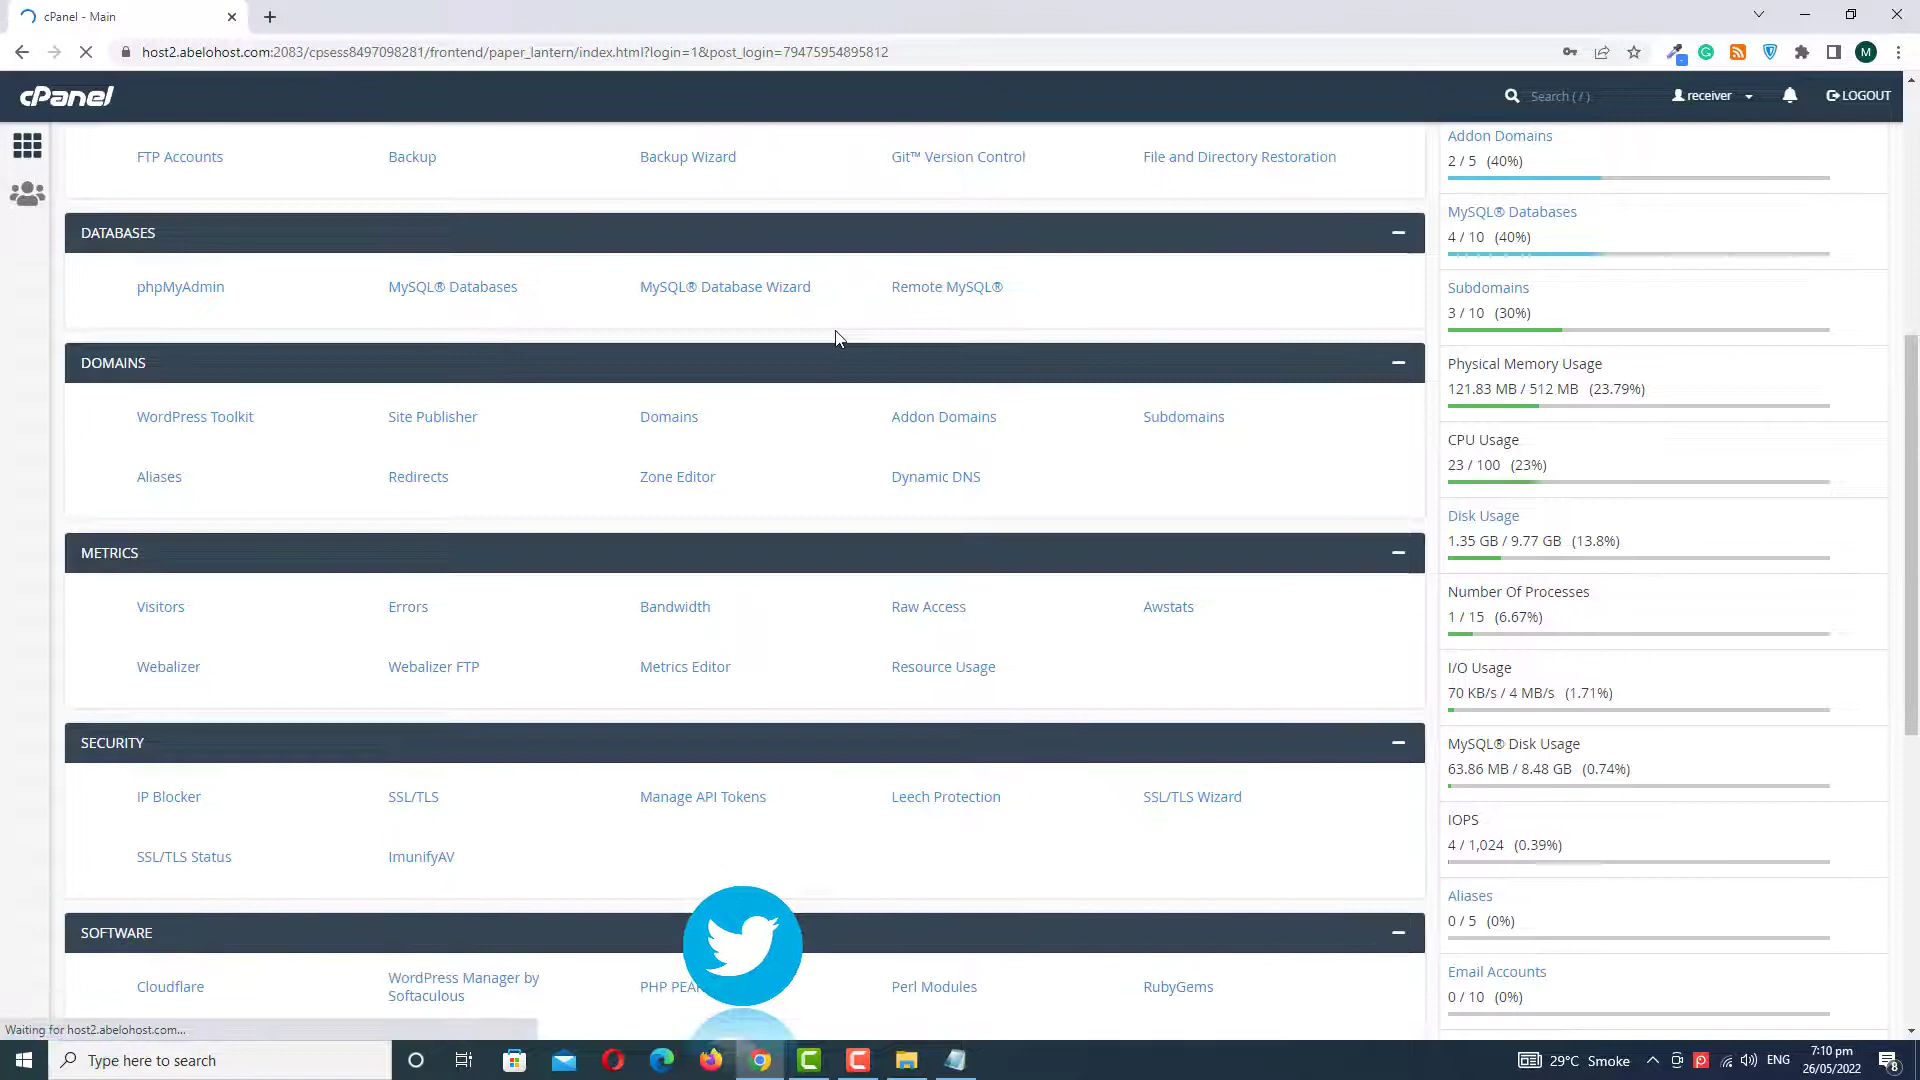 cPanel - Main
host2.abelohost.com:2083/cpsess8497098281/frontend/paper_lantern/index.html?login=1&post_login=79475954895812
M
cPanel
Search ( / )
receiver
LOGOUT
FTP Accounts
Backup
Backup Wizard
Git™ Version Control
File and Directory Restoration
DATABASES
phpMyAdmin
MySQL® Databases
MySQL® Database Wizard
Remote MySQL®
DOMAINS
WordPress Toolkit
Site Publisher
Domains
Addon Domains
Subdomains
Aliases
Redirects
Zone Editor
Dynamic DNS
METRICS
Visitors
Errors
Bandwidth
Raw Access
Awstats
Webalizer
Webalizer FTP
Metrics Editor
Resource Usage
SECURITY
IP Blocker
SSL/TLS
Manage API Tokens
Leech Protection
SSL/TLS Wizard
SSL/TLS Status
ImunifyAV
SOFTWARE
Cloudflare
WordPress Manager by
Softaculous
PHP PEA
Perl Modules
RubyGems
Addon Domains
2 / 5 (40%)
MySQL® Databases
4 / 10 (40%)
Subdomains
3 / 10 (30%)
Physical Memory Usage
121.83 MB / 512 MB (23.79%)
CPU Usage
23 / 100 (23%)
Disk Usage
1.35 GB / 9.77 GB (13.8%)
Number Of Processes
1 / 15 (6.67%)
I/O Usage
70 KB/s / 4 MB/s (1.71%)
MySQL® Disk Usage
63.86 MB / 8.48 GB (0.74%)
IOPS
4 / 1,024 (0.39%)
Aliases
0 / 5 (0%)
Email Accounts
0 / 10 (0%)
Waiting for host2.abelohost.com...
Type here to search
29°C Smoke
ENG
7:10 pm
26/05/2022
8